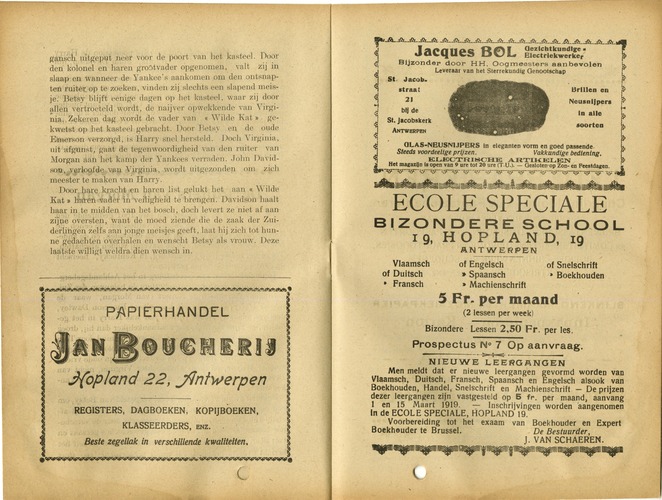 gansch uitgeput neer voor de poort van het kasteel. Door
den kolonel en haren grootvader opgenomen, valt zij in
slaap en wanneer de Yankee's aankomen om den ontsnap-
ten ruiter op te zoeken, vinden zij slechts een slapend meis-
je. Betsy blijft eenige dagen op het kasteel, waar zij door
allen vertroeteld wordt, de naijver opwekkende van Virgi-
nia. Zekeren dag wordt de vader van « Wilde Kat » ge-
kwetst op het kasteel gebracht. Door Betsy en de oude
Emerson verzorgd, is Harry snel hersteld. Doch Virginia,
uit afgunst, gaat de tegenwoordigheid van den ruiter van
Morgan aan het kamp der Yankees verraden. John David-
son, verloofde van Virginia, wordt uitgezonden om zich
meester te maken van Harry.
Door hare kracht en haren list gelukt het aan « Wilde
Kat » haren vader in veiligheid te brengen. Davidson haalt
haar in te midden van het bosch, doch levert ze niet af aan
zijne oversten, want de moed ziende die de zaak der Zui-
derlingen zelfs aan jonge meisjes geeft, laat hij zich tot hun-
ne gedachten overhalen en wenscht Betsy als vrouw. Deze
laatste willigt weldra dien wensch in.
PAPIERHANDEL
JAN BOUCHERIJ
Hopland 22, Antwerpen
REGISTERS, DAGBOEKEN, KOPIJBOEKEN,
KLASSEERDERS, ENZ.
Beste zegellak in verschillende kwaliteiten.
Jacques BOL Gezichtkundige -
Electriekwerker
Bijzonder door HH. Oogmeesters aanbevolen
Leveraar van het Sterrekundig Genootschap
St. Jacob.
straat
21
bij de
St. Jacobskerk
ANTWERPEN
Brillen en
Neusnijpers
in alle
soorten
GLAS-NEUSNIJPERS in eleganten vorm en goed passende.
Steeds voordeelige prijzen. Vakkundige bediening.
ELECTRISCHE ARTIKELEN
Het magazijn is open van 9 ure tot 20 ure (T.U.). — Gesloten op Zon- en Feestdagen.
ECOLE SPECIALE
BIZONDERE SCHOOL
19, HOPLAND, 19
ANTWERPEN
Vlaamsch of Engelsch of Snelschrift
of Duitsch » Spaansch » Boekhouden
» Fransch » Machienschrift
5 Fr. per maand
(2 lessen per week)
Bizondere Lessen 2,50 Fr. per les.
Prospectus Nº 7 Op aanvraag.
NIEUWE LEERGANGEN
Men meldt dat er nieuwe leergangen gevormd worden van
Vlaamsch, Duitsch, Fransch, Spaansch en Engelsch alsook van
Boekhouden, Handel, Snelschrift en Machienschrift — De prijzen
dezer leergangen zijn vastgesteld op 5 fr. per maand, aanvang
1 en 15 Maart 1919. — Inschrijvingen worden aangenomen
In de ECOLE SPECIALE, HOPLAND 19.
Voorbereiding tot het exaam van Boekhouder en Expert
Boekhouder te Brussel. De Bestuurder,
J. VAN SCHAEREN.